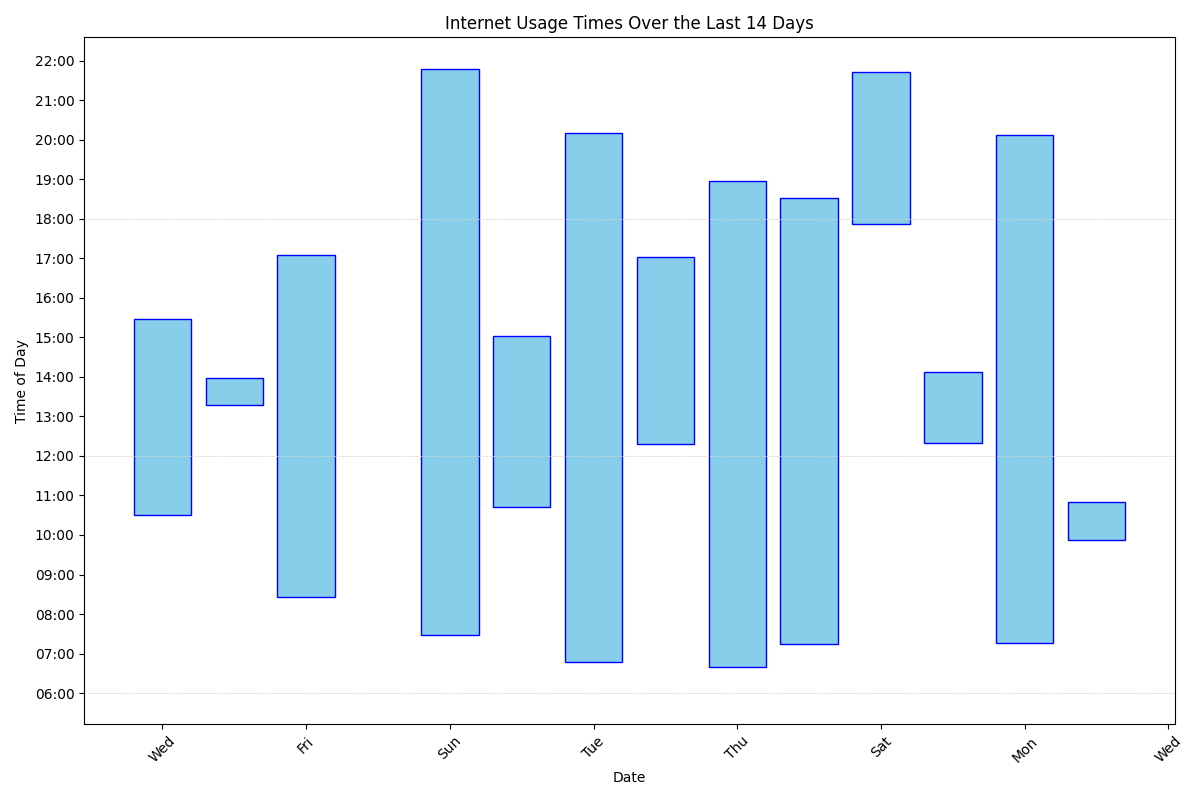 Internet Usage Times Over the Last 14 Days
22:00
21:00
20:00
19:00
18:00
17:00
16:00
15:00
14:00
13:00
12:00
11:00
10:00
09:00
08:00
07:00
06:00
Time of Day
Wed
Fri
Sun
Tue
Thu
Sat
Mon
Wed
Date